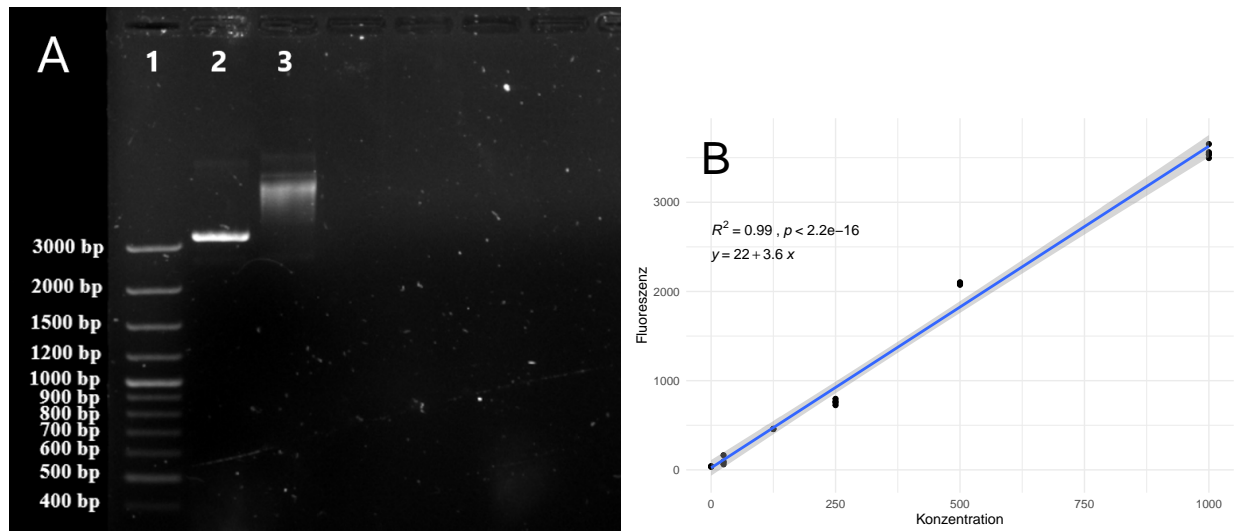 A
1 2 3
3000 bp
2000 bp
1500 bp
1200 bp
1000 bp
900 bp
800 bp
700 bp
600 bp
500 bp
400 bp
B
R² = 0.99 , p < 2.2e−16
y = 22 + 3.6 x
Fluoreszenz
3000
2000
1000
0
0 250 500 750 1000
Konzentration